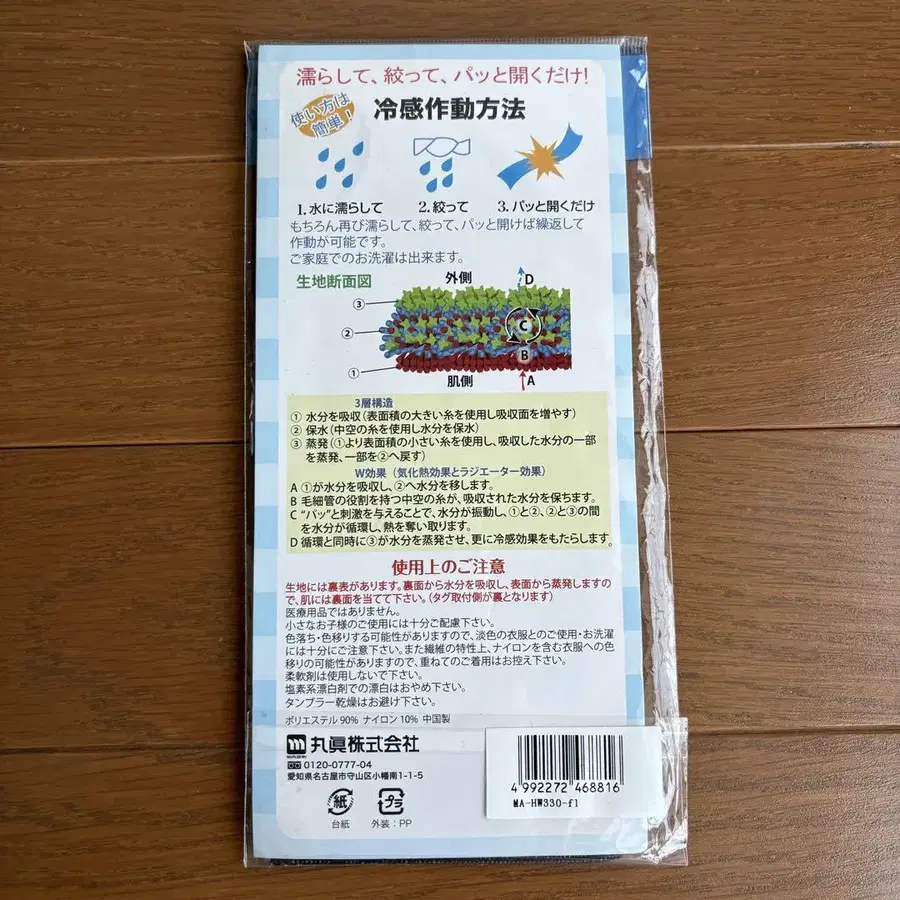 濡らして、絞って、パッと開くだけ!
使い方は
簡単!
冷感作動方法
1. 水に濡らして
2. 絞って
3. パッと開くだけ
もちろん再び濡らして、絞って、パッと開けば繰返して
作動が可能です。
ご家庭でのお洗濯は出来ます。
生地断面図
外側
D
③
C
②
B
①
肌側
A
3層構造
① 水分を吸収(表面積の大きい糸を使用し吸収面を増やす)
② 保水(中空の糸を使用し水分を保水)
③ 蒸発(①より表面積の小さい糸を使用し、吸収した水分の一部
を蒸発、一部を②へ戻す)
W効果(気化熱効果とラジエーター効果)
A ①が水分を吸収し、②へ水分を移します。
B 毛細管の役割を持つ中空の糸が、吸収された水分を保ちます。
C “パッ”と刺激を与えることで、水分が振動し、①と②、②と③の間
を水分が循環し、熱を奪い取ります。
D 循環と同時に③が水分を蒸発させ、更に冷感効果をもたらします。
使用上のご注意
生地には裏表があります。裏面から水分を吸収し、表面から蒸発しますの
で、肌には裏面を当てて下さい。(タグ取付側が裏となります)
医療用品ではありません。
小さなお子様のご使用には十分ご配慮下さい。
色落ち・色移りする可能性がありますので、淡色の衣服とのご使用・お洗濯
には十分にご注意下さい。また繊維の特性上、ナイロンを含む衣服への色
移りの可能性がありますので、重ねてのご着用はお控え下さい。
柔軟剤は使用しないで下さい。
塩素系漂白剤での漂白はおやめ下さい。
タンブラー乾燥はお避け下さい。
ポリエステル 90% ナイロン 10% 中国製
m 丸眞株式会社
MARUSHIN
0120-0777-04
愛知県名古屋市守山区小幡南1-1-5
紙
台紙
プラ
外装:PP
4 992272 468816
MA-HW330-f1